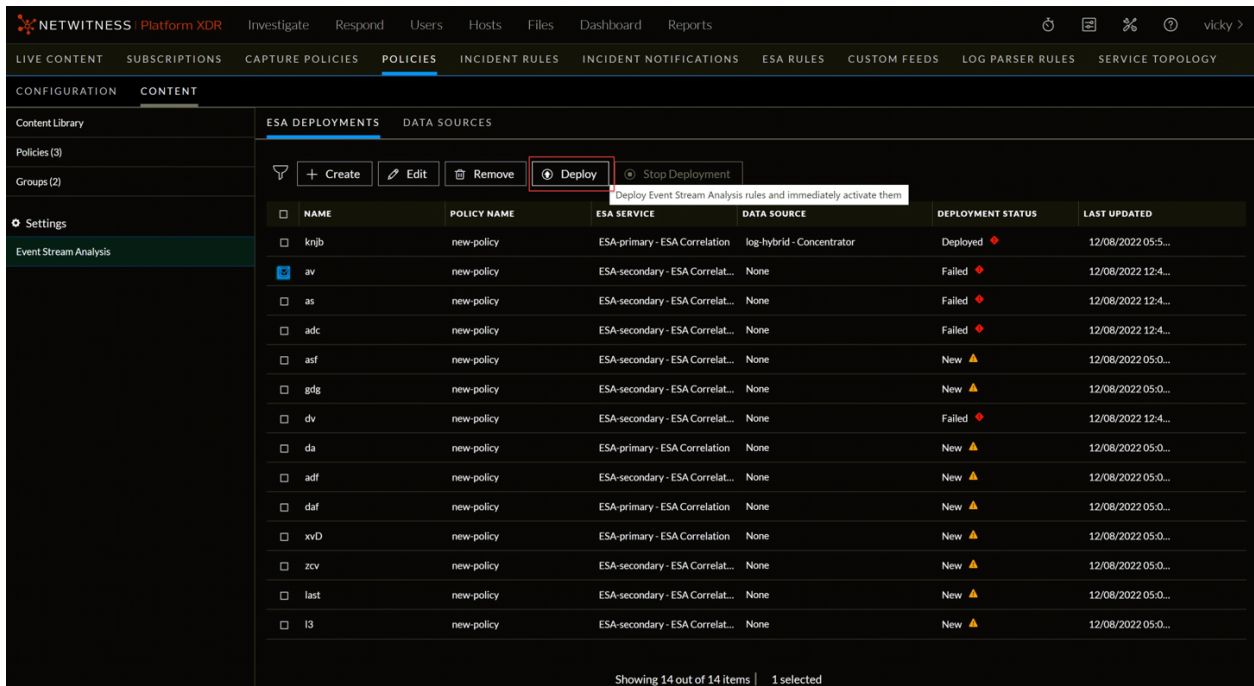 NETWITNESS Platform XDR Investigate Respond Users Hosts Files Dashboard Reports vicky >
LIVE CONTENT SUBSCRIPTIONS CAPTURE POLICIES POLICIES INCIDENT RULES INCIDENT NOTIFICATIONS ESA RULES CUSTOM FEEDS LOG PARSER RULES SERVICE TOPOLOGY
CONFIGURATION CONTENT
Content Library
Policies (3)
Groups (2)
Settings
Event Stream Analysis
ESA DEPLOYMENTS DATA SOURCES
+ Create Edit Remove Deploy Stop Deployment
Deploy Event Stream Analysis rules and immediately activate them
NAME POLICY NAME ESA SERVICE DATA SOURCE DEPLOYMENT STATUS LAST UPDATED
knjb new-policy ESA-primary - ESA Correlation log-hybrid - Concentrator Deployed 12/08/2022 05:5...
av new-policy ESA-secondary - ESA Correlat... None Failed 12/08/2022 12:4...
as new-policy ESA-secondary - ESA Correlat... None Failed 12/08/2022 12:4...
adc new-policy ESA-secondary - ESA Correlat... None Failed 12/08/2022 12:4...
asf new-policy ESA-secondary - ESA Correlat... None New 12/08/2022 05:0...
gdg new-policy ESA-secondary - ESA Correlat... None New 12/08/2022 05:0...
dv new-policy ESA-secondary - ESA Correlat... None Failed 12/08/2022 12:4...
da new-policy ESA-primary - ESA Correlation None New 12/08/2022 05:0...
adf new-policy ESA-secondary - ESA Correlat... None New 12/08/2022 05:0...
daf new-policy ESA-primary - ESA Correlation None New 12/08/2022 05:0...
xvD new-policy ESA-primary - ESA Correlation None New 12/08/2022 05:0...
zcv new-policy ESA-secondary - ESA Correlat... None New 12/08/2022 05:0...
last new-policy ESA-secondary - ESA Correlat... None New 12/08/2022 05:0...
l3 new-policy ESA-secondary - ESA Correlat... None New 12/08/2022 05:0...
Showing 14 out of 14 items | 1 selected